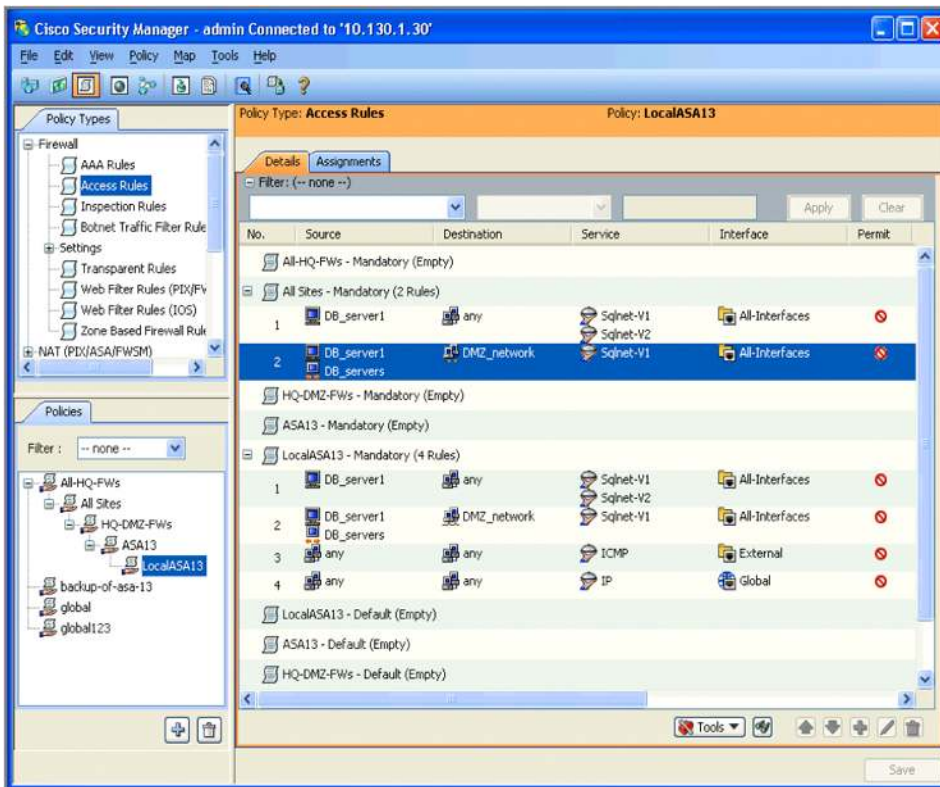 Cisco Security Manager - admin Connected to '10.130.1.30'
File Edit View Policy Map Tools Help
Policy Types
Firewall
AAA Rules
Access Rules
Inspection Rules
Botnet Traffic Filter Rule
Settings
Transparent Rules
Web Filter Rules (PIX/FW
Web Filter Rules (IOS)
Zone Based Firewall Rule
NAT (PIX/ASA/FWSM)
Policies
Filter : -- none --
All-HQ-FWs
All Sites
HQ-DMZ-FWs
ASA13
LocalASA13
backup-of-asa-13
global
global123
Policy Type: Access Rules Policy: LocalASA13
Details Assignments
Filter: (-- none --)
Apply Clear
No. Source Destination Service Interface Permit
All-HQ-FWs - Mandatory (Empty)
All Sites - Mandatory (2 Rules)
1 DB_server1 any Sqlnet-V1 All-Interfaces
Sqlnet-V2
2 DB_server1 DMZ_network Sqlnet-V1 All-Interfaces
DB_servers
HQ-DMZ-FWs - Mandatory (Empty)
ASA13 - Mandatory (Empty)
LocalASA13 - Mandatory (4 Rules)
1 DB_server1 any Sqlnet-V1 All-Interfaces
Sqlnet-V2
2 DB_server1 DMZ_network Sqlnet-V1 All-Interfaces
DB_servers
3 any any ICMP External
4 any any IP Global
LocalASA13 - Default (Empty)
ASA13 - Default (Empty)
HQ-DMZ-FWs - Default (Empty)
Tools
Save